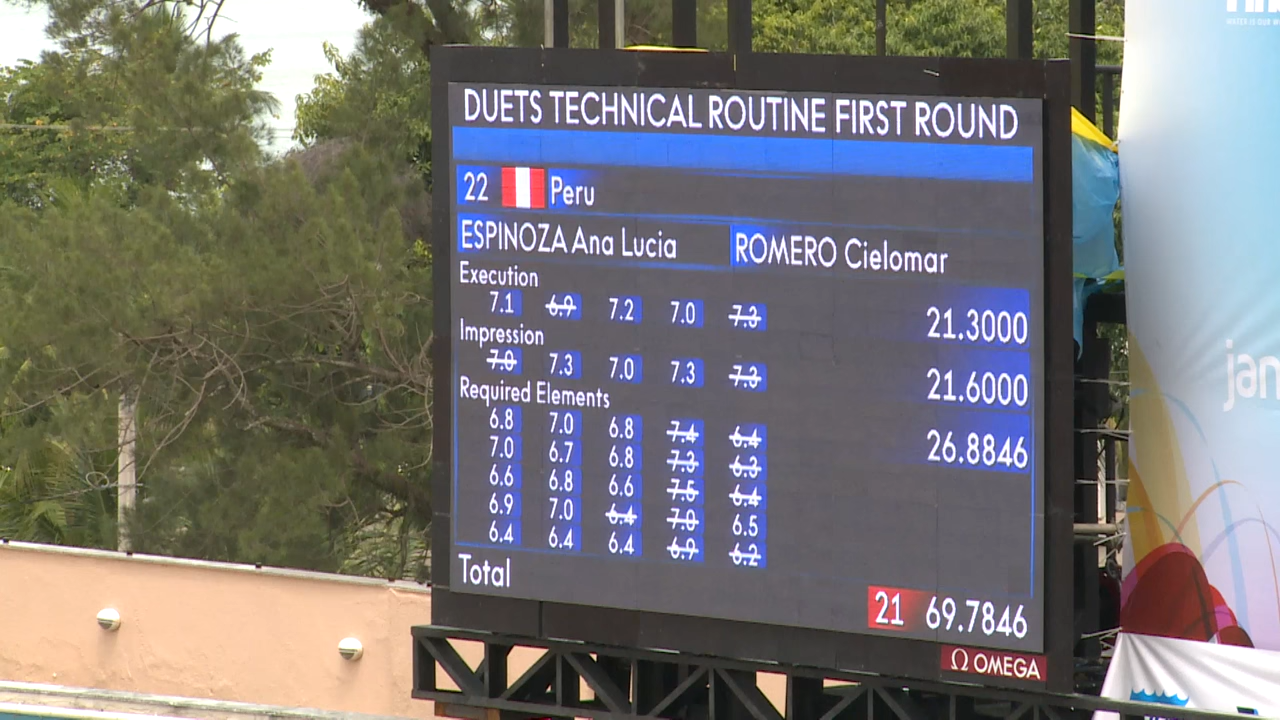 DUETS TECHNICAL ROUTINE FIRST ROUND
22 Peru
ESPINOZA Ana Lucia ROMERO Cielomar
Execution
7.1 6.9 7.2 7.0 7.3 21.3000
Impression
7.0 7.3 7.0 7.3 7.3 21.6000
Required Elements
6.8 7.0 6.8 7.4 6.4 26.8846
7.0 6.7 6.8 7.3 6.3
6.6 6.8 6.6 7.5 6.4
6.9 7.0 6.4 7.0 6.5
6.4 6.4 6.4 6.9 6.2
Total
21 69.7846
Ω OMEGA
jan